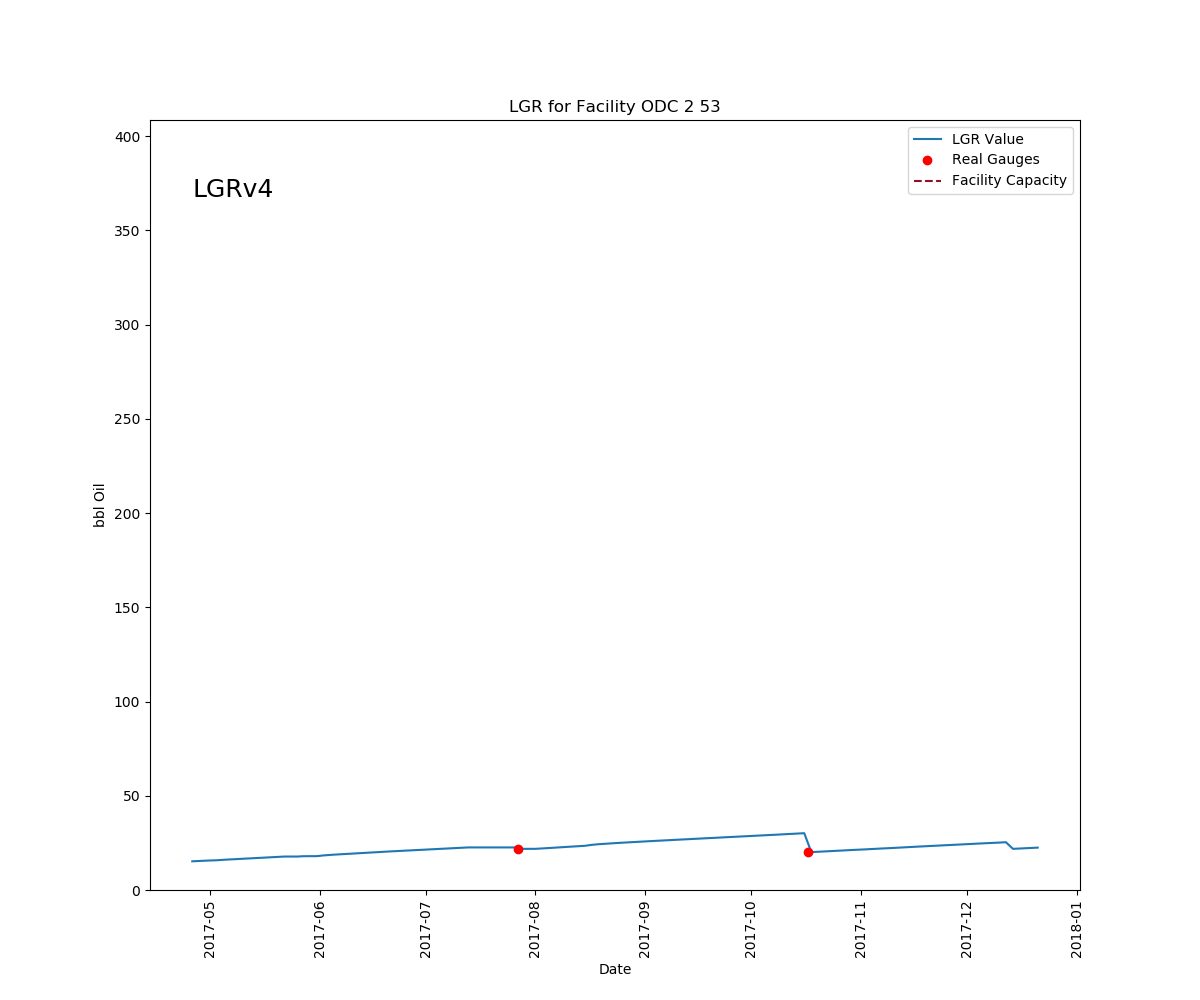 LGR for Facility ODC 2 53
LGRv4
LGR Value
Real Gauges
Facility Capacity
bbl Oil
400
350
300
250
200
150
100
50
0
2017-05
2017-06
2017-07
2017-08
2017-09
2017-10
2017-11
2017-12
2018-01
Date